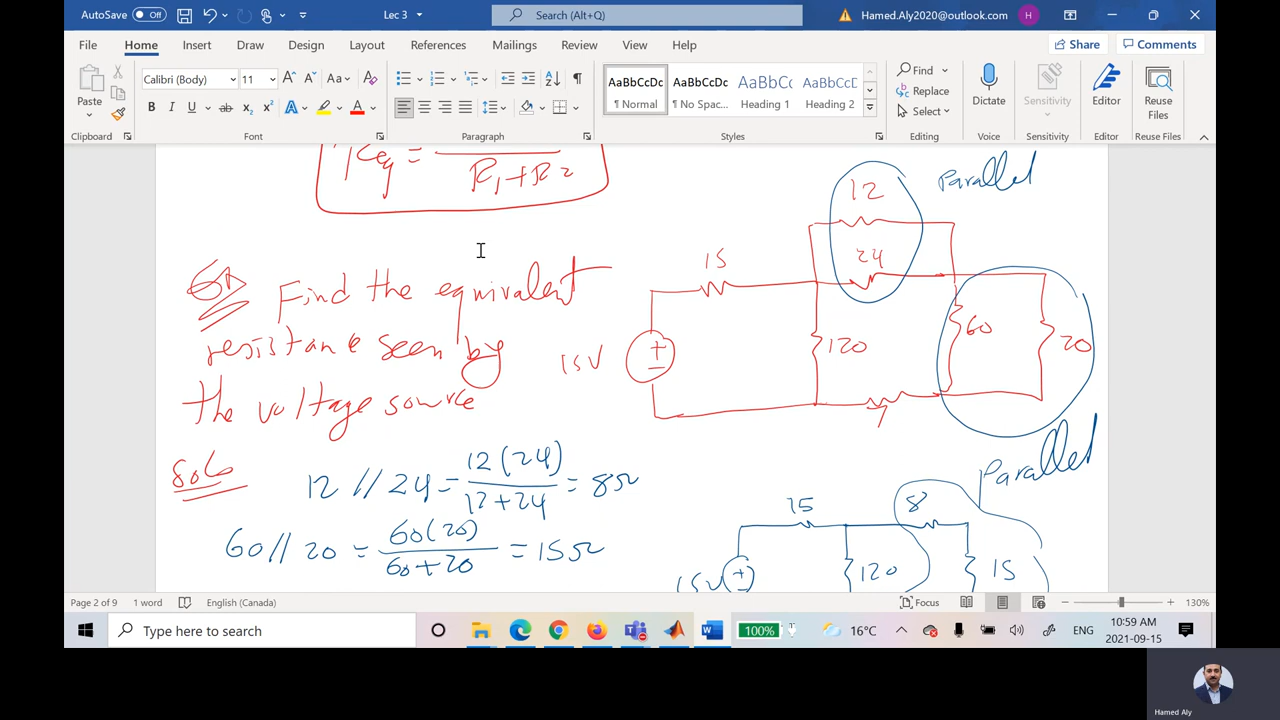 AutoSave Off Lec 3 Search (Alt+Q) Hamed.Aly2020@outlook.com H
File Home Insert Draw Design Layout References Mailings Review View Help Share Comments
Calibri (Body) 11
Paste
AaBbCcDc AaBbCcDc AaBbCc AaBbCcD
¶ Normal ¶ No Spac... Heading 1 Heading 2
Find
Replace
Select
Dictate Sensitivity Editor Reuse Files
Clipboard Font Paragraph Styles Editing Voice Sensitivity Editor Reuse Files
Req = R1+R2
12 Parallel
24
15
Find the equivalent
resistance seen by
the voltage source
15V + − 120 60 20
7
Parallel
12 // 24 = 12(24) / 12+24 = 8Ω
60 // 20 = 60(20) / 60+20 = 15Ω
15 8
15V + 120 15
Page 2 of 9 1 word English (Canada) Focus 130%
Type here to search 100% 16°C ENG 10:59 AM 2021-09-15
Hamed Aly